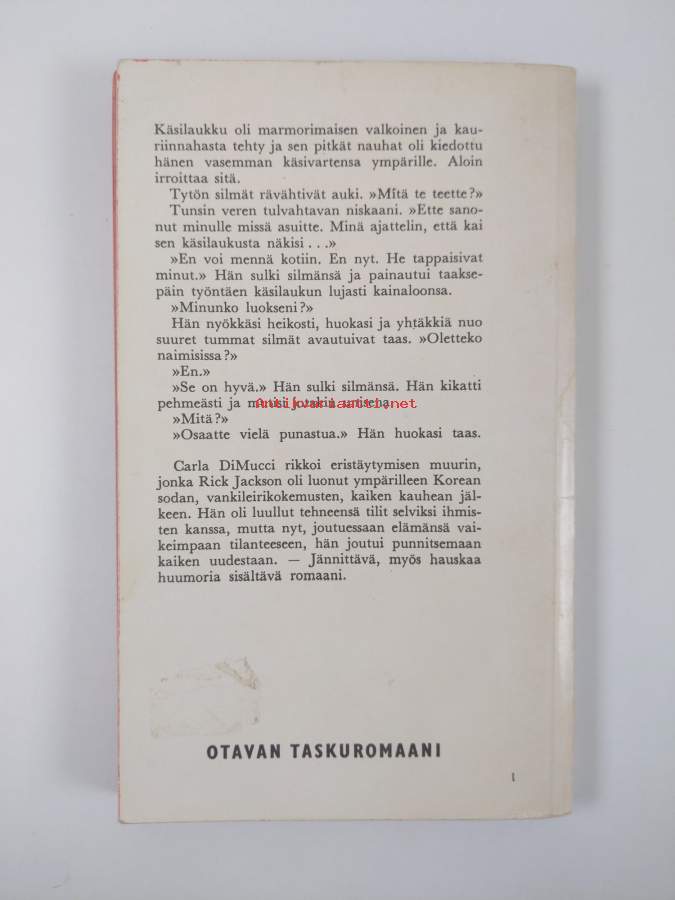 Käsilaukku oli marmorimaisen valkoinen ja kau-
riinnahasta tehty ja sen pitkät nauhat oli kiedottu
hänen vasemman käsivartensa ympärille. Aloin
irroittaa sitä.
Tytön silmät rävähtivät auki. »Mitä te teette?»
Tunsin veren tulvahtavan niskaani. »Ette sano-
nut minulle missä asuitte. Minä ajattelin, että kai
sen käsilaukusta näkisi . . .»
»En voi mennä kotiin. En nyt. He tappaisivat
minut.» Hän sulki silmänsä ja painautui taakse-
päin työntäen käsilaukun lujasti kainaloonsa.
»Minunko luokseni?»
Hän nyökkäsi heikosti, huokasi ja yhtäkkiä nuo
suuret tummat silmät avautuivat taas. »Oletteko
naimisissa?»
»En.»
»Se on hyvä.» Hän sulki silmänsä. Hän kikatti
pehmeästi ja mutisi jotakin unisena.
Antikvariaatti.net
»Mitä?»
»Osaatte vielä punastua.» Hän huokasi taas.
Carla DiMucci rikkoi eristäytymisen muurin,
jonka Rick Jackson oli luonut ympärilleen Korean
sodan, vankileirikokemusten, kaiken kauhean jäl-
keen. Hän oli luullut tehneensä tilit selviksi ihmis-
ten kanssa, mutta nyt, joutuessaan elämänsä vai-
keimpaan tilanteeseen, hän joutui punnitsemaan
kaiken uudestaan. — Jännittävä, myös hauskaa
huumoria sisältävä romaani.
OTAVAN TASKUROMAANI
1